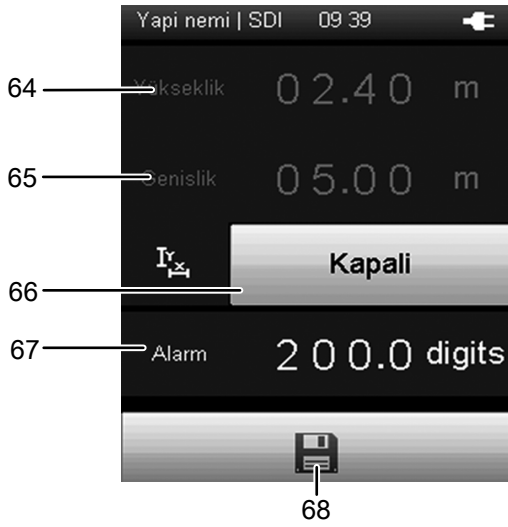 Yapi nemi | SDI 09 39
64 Yükseklik 02.40 m
65 Genislik 05.00 m
66 Kapali
67 Alarm 200.0 digits
68